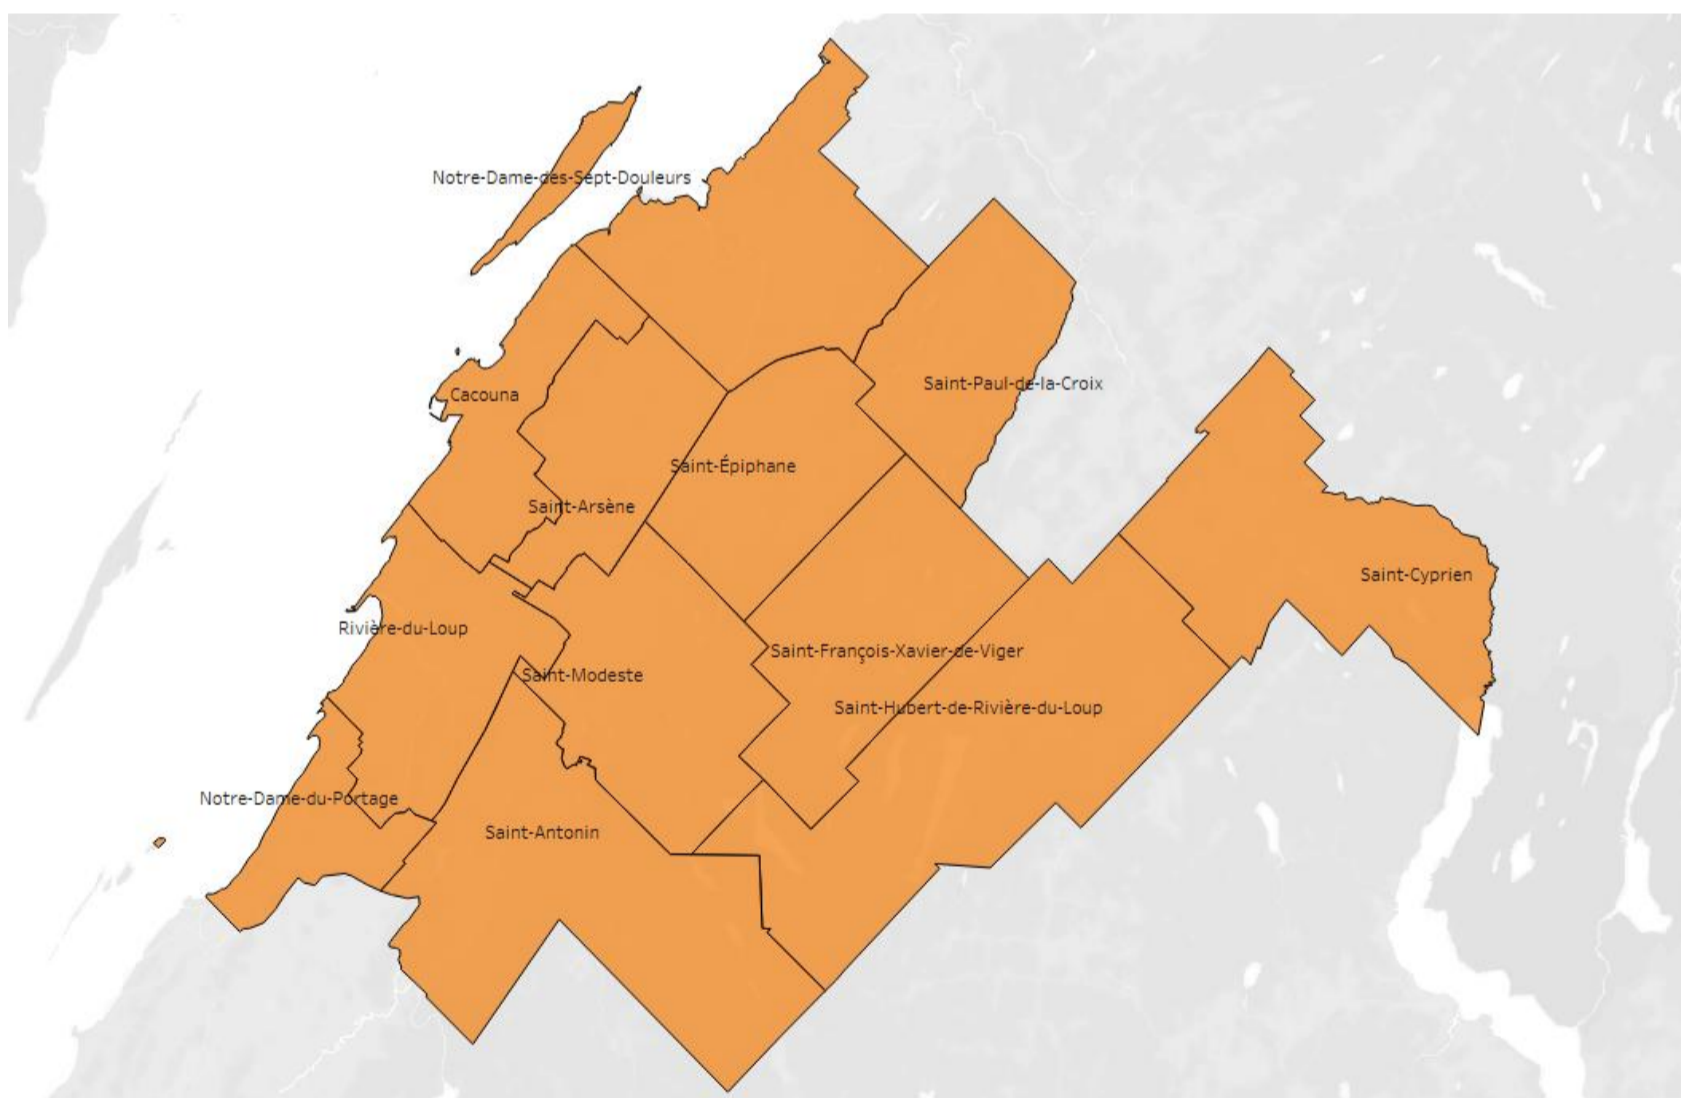 Notre-Dame-des-Sept-Douleurs
Saint-Paul-de-la-Croix
Cacouna
Saint-Épiphane
Saint-Arsène
Saint-Cyprien
Rivière-du-Loup
Saint-François-Xavier-de-Viger
Saint-Modeste
Saint-Hubert-de-Rivière-du-Loup
Notre-Dame-du-Portage
Saint-Antonin